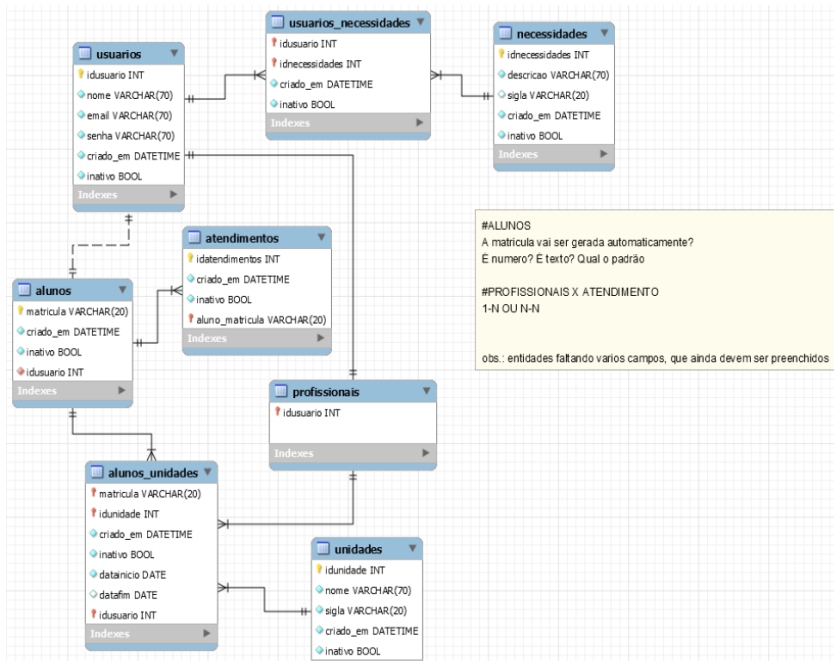 usuarios
idusuario INT
nome VARCHAR(70)
email VARCHAR(70)
senha VARCHAR(70)
criado_em DATETIME
inativo BOOL
Indexes
usuarios_necessidades
idusuario INT
idnecessidades INT
criado_em DATETIME
inativo BOOL
Indexes
necessidades
idnecessidades INT
descricao VARCHAR(70)
sigla VARCHAR(20)
criado_em DATETIME
inativo BOOL
Indexes
atendimentos
idatendimentos INT
criado_em DATETIME
inativo BOOL
aluno_matricula VARCHAR(20)
Indexes
#ALUNOS
A matricula vai ser gerada automaticamente?
É numero? É texto? Qual o padrão
#PROFISSIONAIS X ATENDIMENTO
1-N OU N-N
obs.: entidades faltando varios campos, que ainda devem ser preenchidos
alunos
matricula VARCHAR(20)
criado_em DATETIME
inativo BOOL
idusuario INT
Indexes
profissionais
idusuario INT
Indexes
alunos_unidades
matricula VARCHAR(20)
idunidade INT
criado_em DATETIME
inativo BOOL
datainicio DATE
datafim DATE
idusuario INT
Indexes
unidades
idunidade INT
nome VARCHAR(70)
sigla VARCHAR(20)
criado_em DATETIME
inativo BOOL